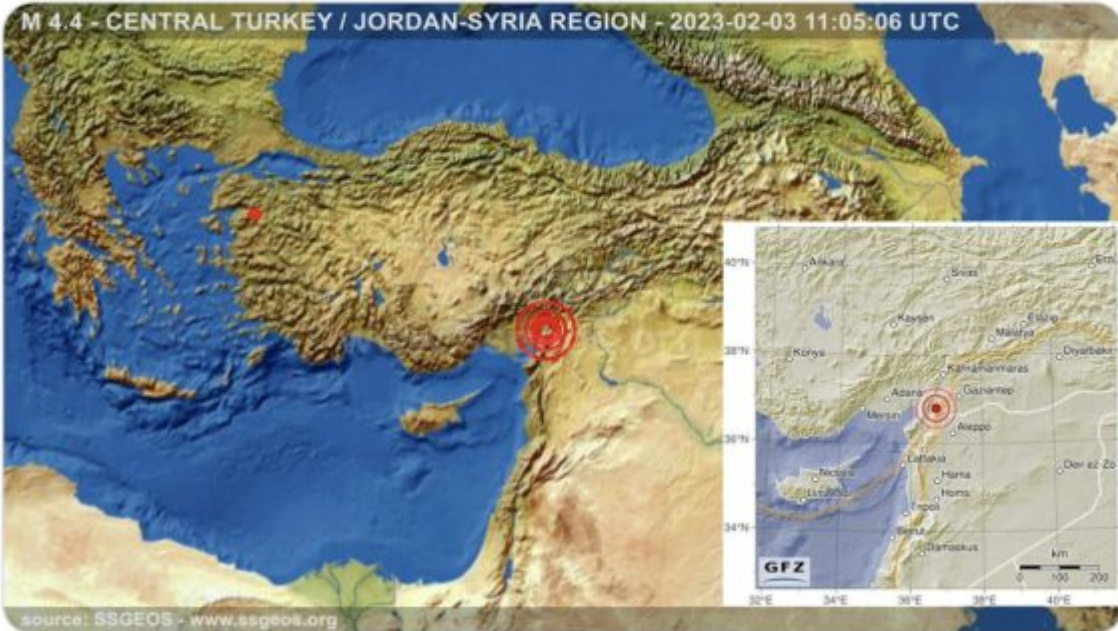 M 4.4 - CENTRAL TURKEY / JORDAN-SYRIA REGION - 2023-02-03 11:05:06 UTC
40°N
Ankara
Sivas
Kayseri
Elazig
Malatya
38°N
Konya
Diyarbakir
Kahramanmaras
Adana
Gaziantep
Mersin
36°N
Aleppo
Latakia
Deir ez-Zo
Nicosia
Hama
Homs
Tripoli
34°N
Beirut
Damascus
km
GFZ
0 100 200
32°E 34°E 36°E 38°E 40°E
source: SSGEOS - www.ssgeos.org